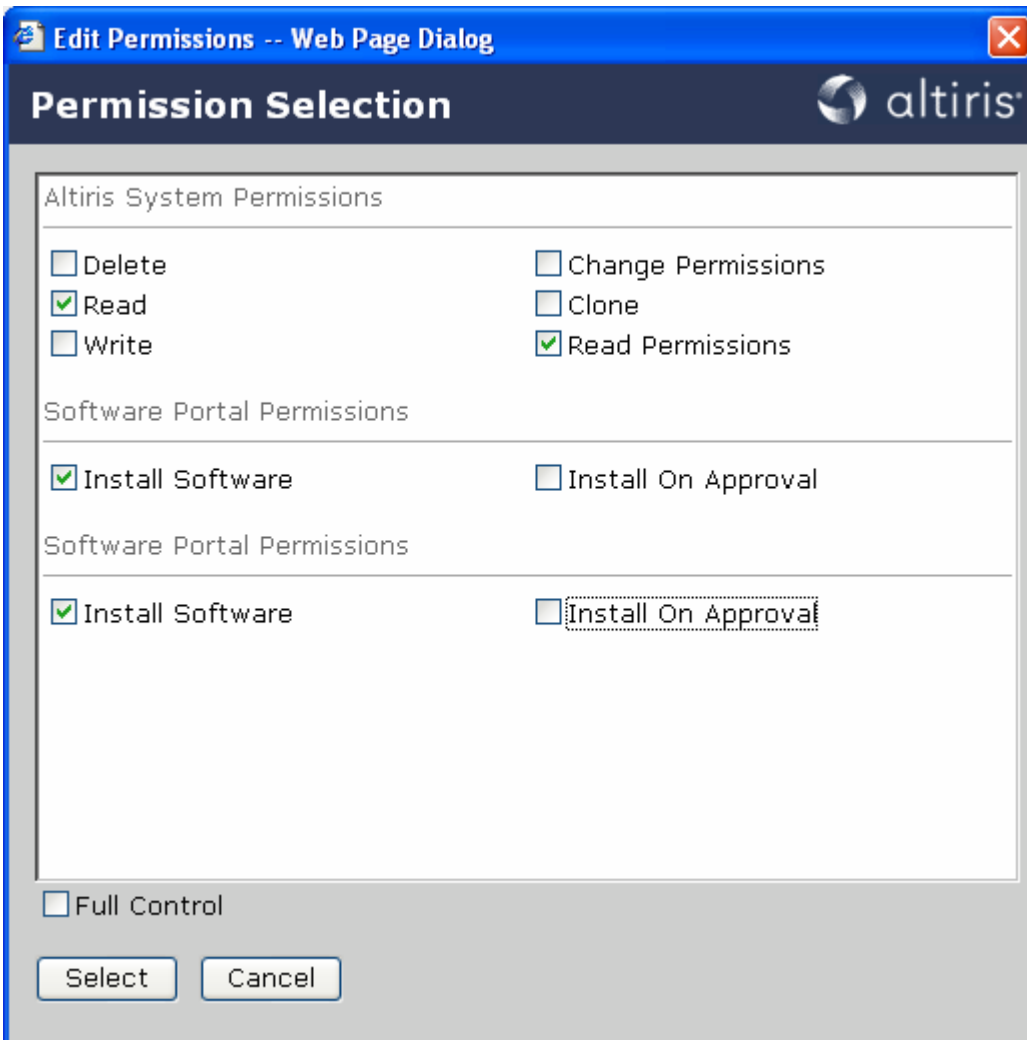 Edit Permissions -- Web Page Dialog
Permission Selection
altiris
Altiris System Permissions
Delete
Change Permissions
Read
Clone
Write
Read Permissions
Software Portal Permissions
Install Software
Install On Approval
Software Portal Permissions
Install Software
Install On Approval
Full Control
Select
Cancel